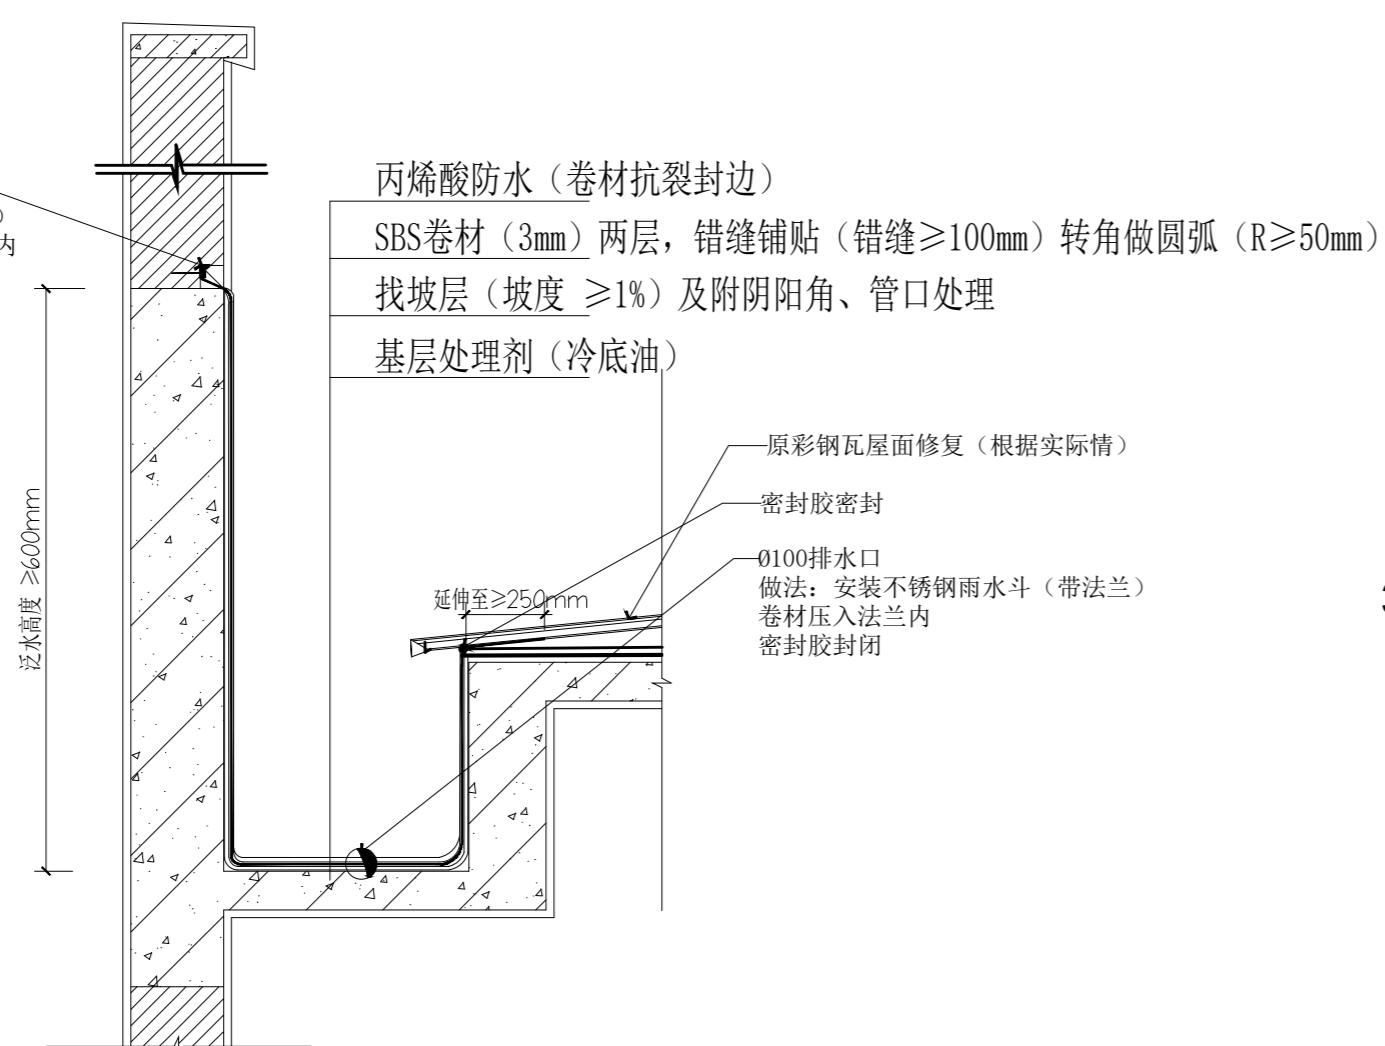 ）
内
丙烯酸防水（卷材抗裂封边）
SBS卷材（3mm）两层，错缝铺贴（错缝≥100mm）转角做圆弧（R≥50mm）
找坡层（坡度 ≥1%）及附阴阳角、管口处理
基层处理剂（冷底油）
原彩钢瓦屋面修复（根据实际情）
密封胶密封
Ø100排水口
做法：安装不锈钢雨水斗（带法兰）
卷材压入法兰内
密封胶封闭
延伸至≥250mm
泛水高度 ≥600mm